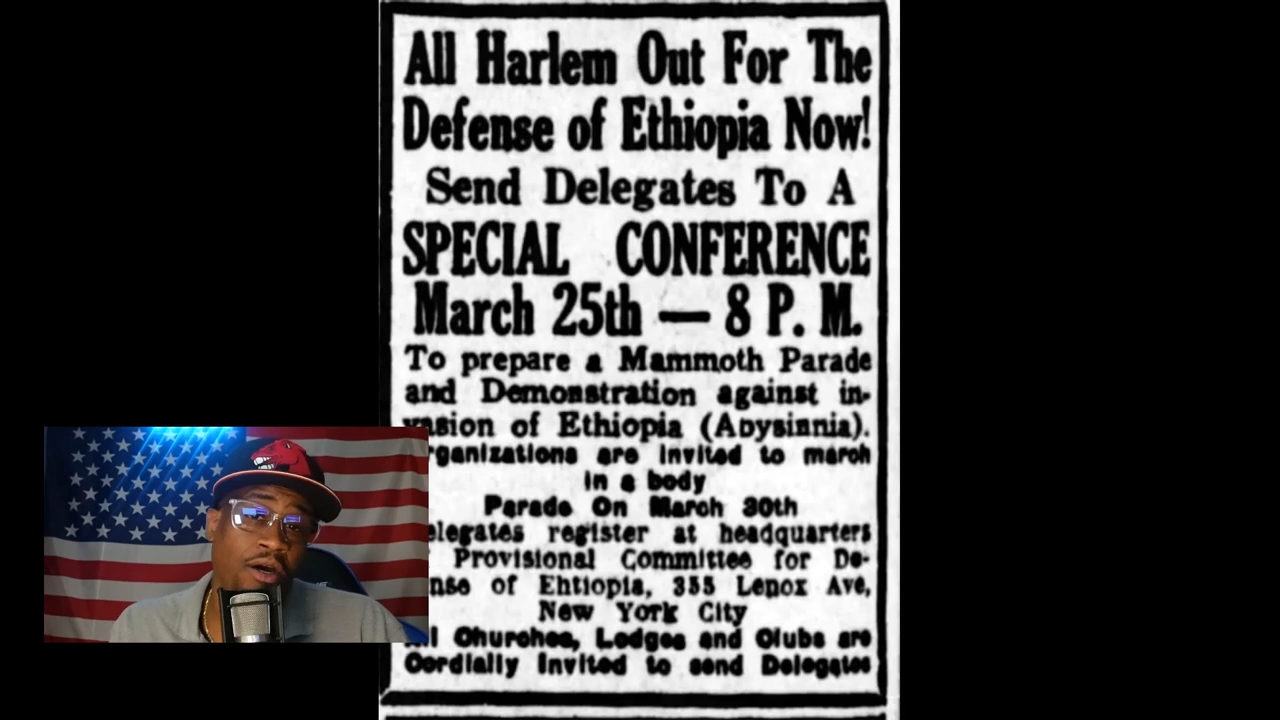 All Harlem Out For The
Defense of Ethiopia Now!
Send Delegates To A
SPECIAL CONFERENCE
March 25th — 8 P. M.
To prepare a Mammoth Parade
and Demonstration against in-
vasion of Ethiopia (Abysinnia).
rganizations are invited to march
in a body
Parade On March 30th
elegates register at headquarters
Provisional Committee for De-
nse of Ehtiopia, 355 Lenox Ave,
New York City
All Churches, Lodges and Clubs are
Cordially Invited to send Delegates